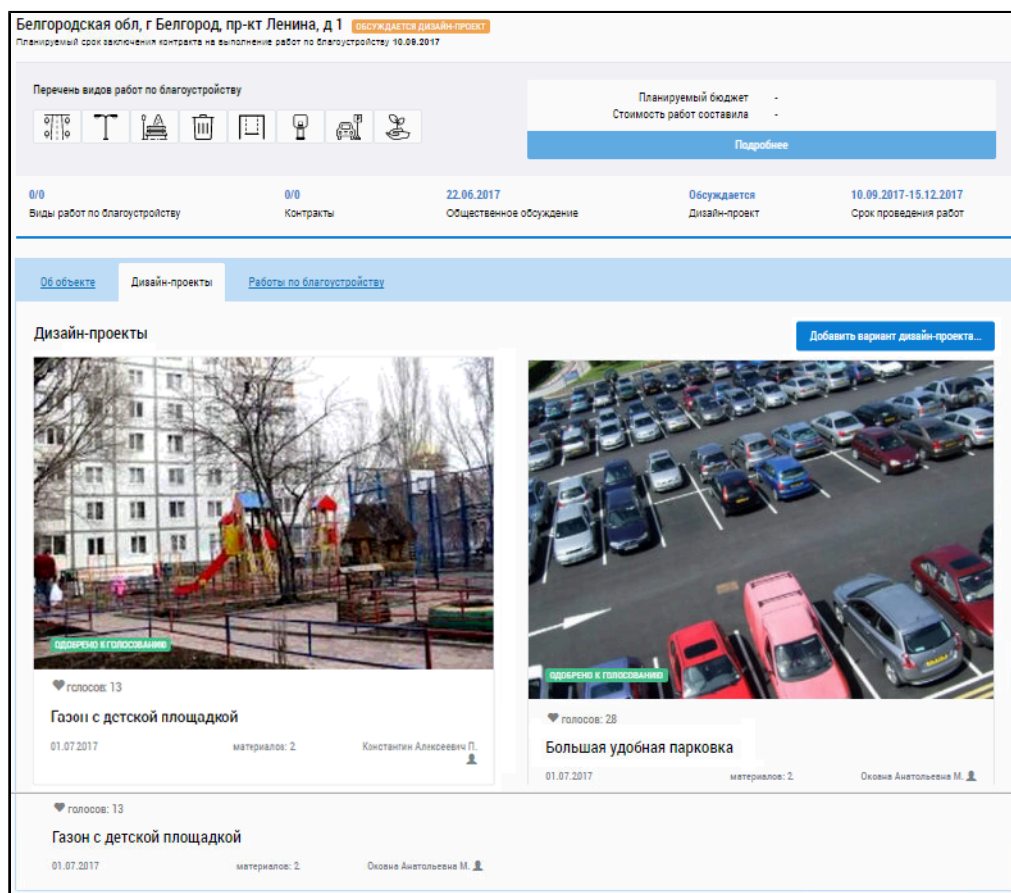 Белгородская обл, г Белгород, пр-кт Ленина, д 1 ОБСУЖДАЕТСЯ ДИЗАЙН-ПРОЕКТ
Планируемый срок заключения контракта на выполнение работ по благоустройству 10.09.2017
Перечень видов работ по благоустройству
Планируемый бюджет -
Стоимость работ составила -
Подробнее
0/0 0/0 22.06.2017 Обсуждается 10.09.2017-15.12.2017
Виды работ по благоустройству Контракты Общественное обсуждение Дизайн-проект Срок проведения работ
Об объекте Дизайн-проекты Работы по благоустройству
Дизайн-проекты
Добавить вариант дизайн-проекта...
ОДОБРЕНО К ГОЛОСОВАНИЮ
голосов: 13
Газон с детской площадкой
01.07.2017 материалов: 2 Константин Алексеевич П.
ОДОБРЕНО К ГОЛОСОВАНИЮ
голосов: 28
Большая удобная парковка
01.07.2017 материалов: 2 Оксана Анатольевна М.
голосов: 13
Газон с детской площадкой
01.07.2017 материалов: 2 Оксана Анатольевна М.